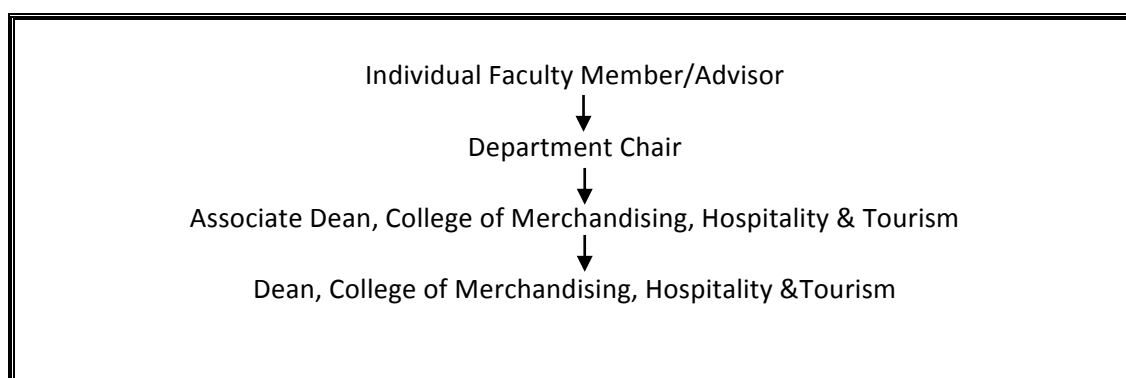 Individual Faculty Member/Advisor
Department Chair
Associate Dean, College of Merchandising, Hospitality & Tourism
Dean, College of Merchandising, Hospitality &Tourism